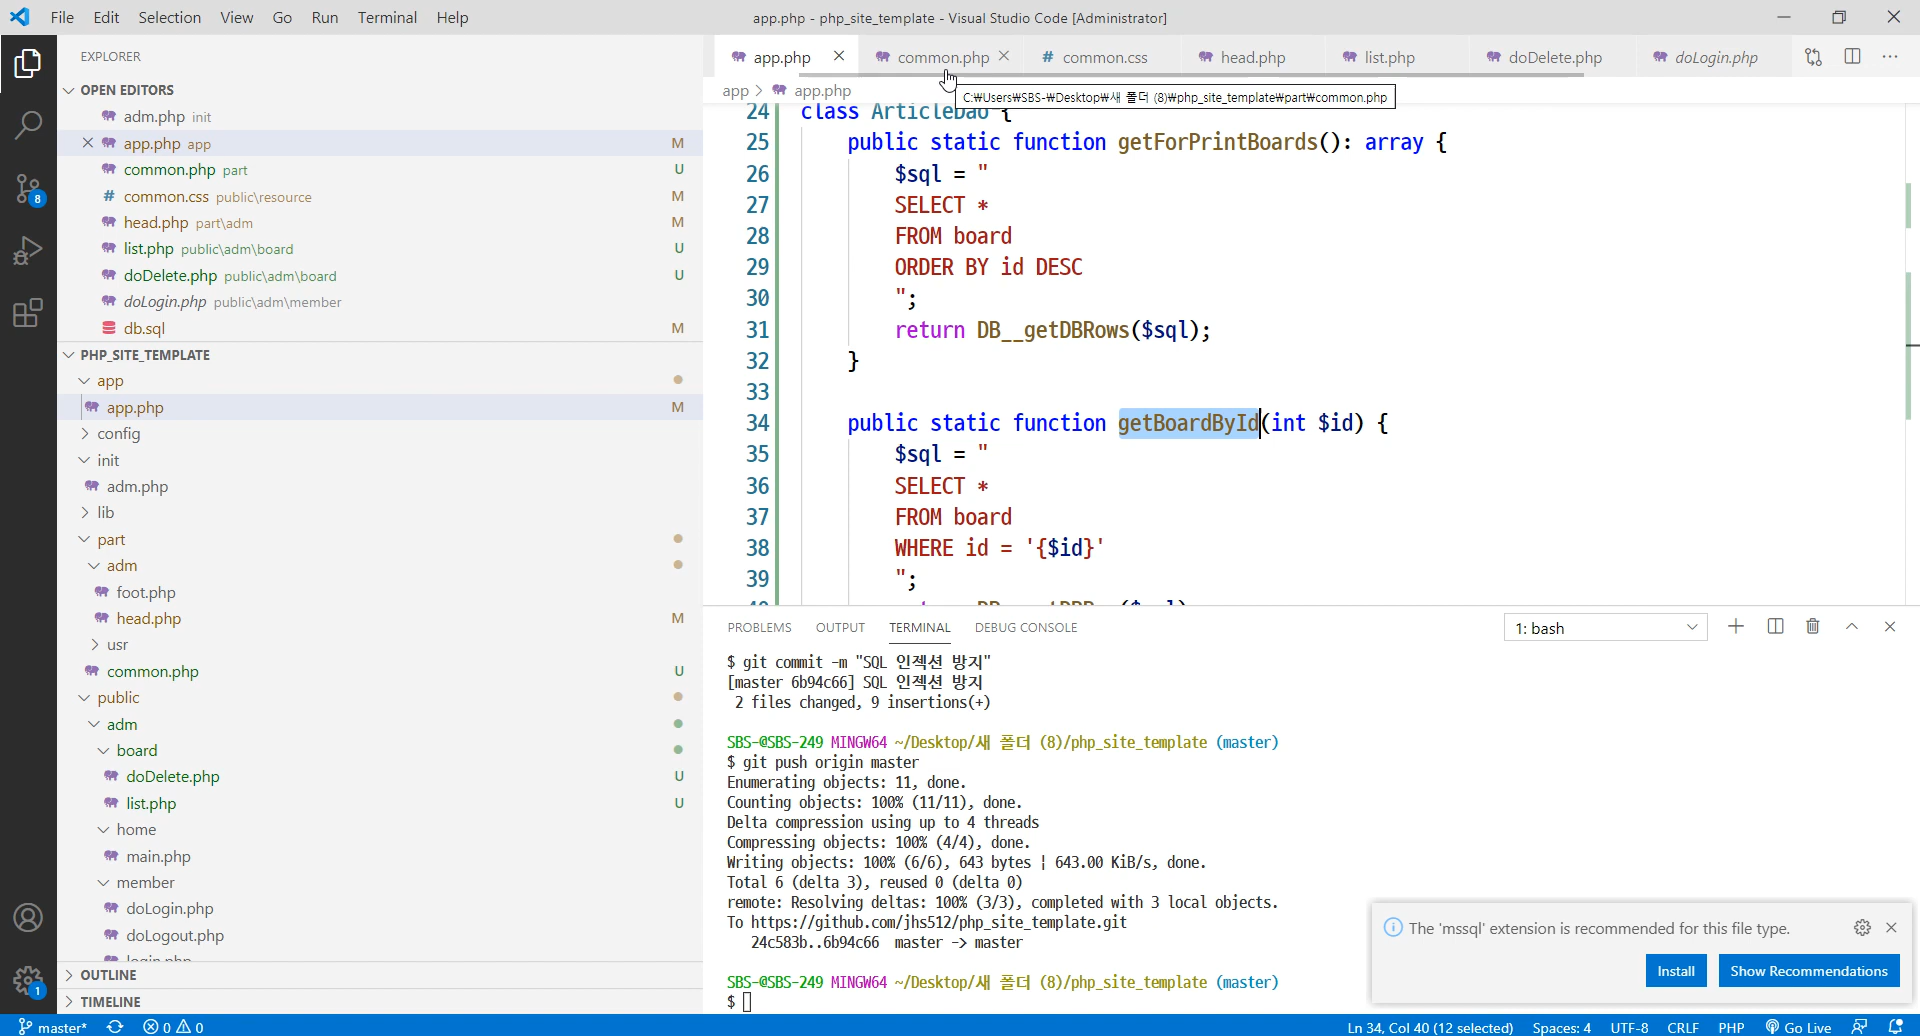 File Edit Selection View Go Run Terminal Help
app.php - php_site_template - Visual Studio Code [Administrator]
EXPLORER
OPEN EDITORS
adm.php init
app.php app M
common.php part U
# common.css public\resource M
head.php part\adm M
list.php public\adm\board U
doDelete.php public\adm\board U
doLogin.php public\adm\member
db.sql M
PHP_SITE_TEMPLATE
app
app.php M
config
init
adm.php
lib
part
adm
foot.php
head.php M
usr
common.php U
public
adm
board
doDelete.php U
list.php U
home
main.php
member
doLogin.php
doLogout.php
login.php
OUTLINE
TIMELINE
8
1
app.php
common.php
# common.css
head.php
list.php
doDelete.php
doLogin.php
app > app.php
C:₩Users₩SBS-₩Desktop₩새 폴더 (8)₩php_site_template₩part₩common.php
24 class ArticleDao {
25 public static function getForPrintBoards(): array {
26 $sql = "
27 SELECT *
28 FROM board
29 ORDER BY id DESC
30 ";
31 return DB__getDBRows($sql);
32 }
33
34 public static function getBoardById(int $id) {
35 $sql = "
36 SELECT *
37 FROM board
38 WHERE id = '{$id}'
39 ";
PROBLEMS OUTPUT TERMINAL DEBUG CONSOLE
1: bash
$ git commit -m "SQL 인젝션 방지"
[master 6b94c66] SQL 인젝션 방지
2 files changed, 9 insertions(+)
SBS-@SBS-249 MINGW64 ~/Desktop/새 폴더 (8)/php_site_template (master)
$ git push origin master
Enumerating objects: 11, done.
Counting objects: 100% (11/11), done.
Delta compression using up to 4 threads
Compressing objects: 100% (4/4), done.
Writing objects: 100% (6/6), 643 bytes | 643.00 KiB/s, done.
Total 6 (delta 3), reused 0 (delta 0)
remote: Resolving deltas: 100% (3/3), completed with 3 local objects.
To https://github.com/jhs512/php_site_template.git
24c583b..6b94c66 master -> master
SBS-@SBS-249 MINGW64 ~/Desktop/새 폴더 (8)/php_site_template (master)
$
The 'mssql' extension is recommended for this file type.
Install
Show Recommendations
master* 0 0
Ln 34, Col 40 (12 selected) Spaces: 4 UTF-8 CRLF PHP Go Live